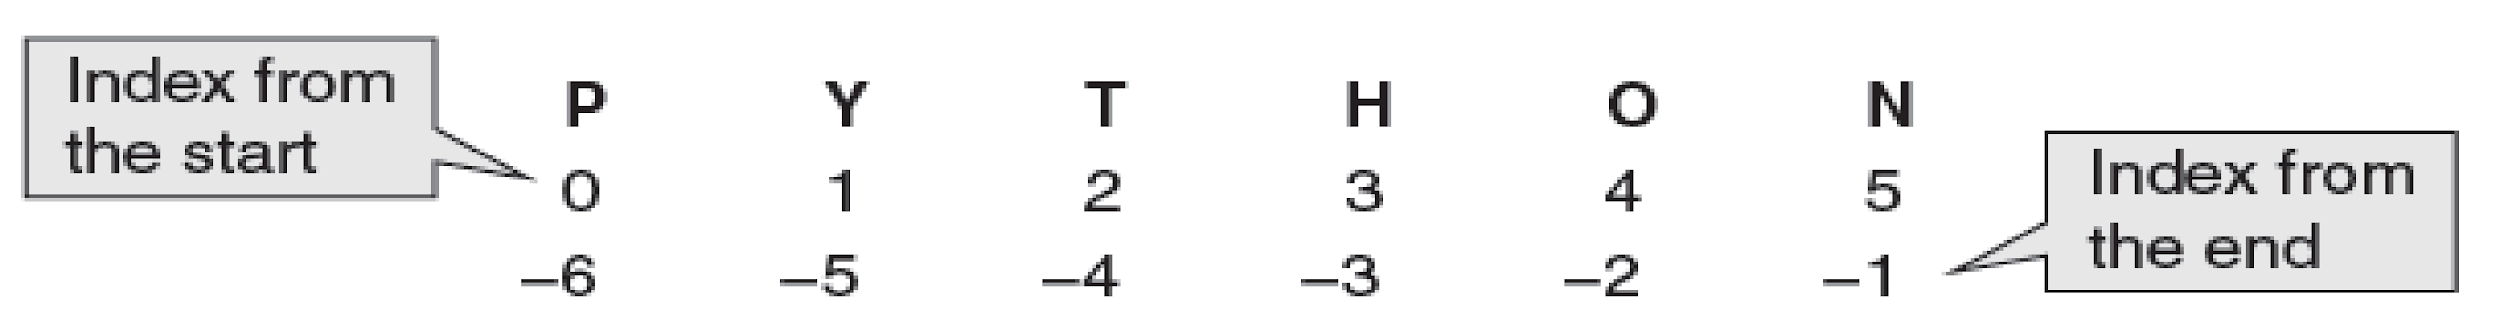 Index from
the start
P Y T H O N
0 1 2 3 4 5
–6 –5 –4 –3 –2 –1
Index from
the end